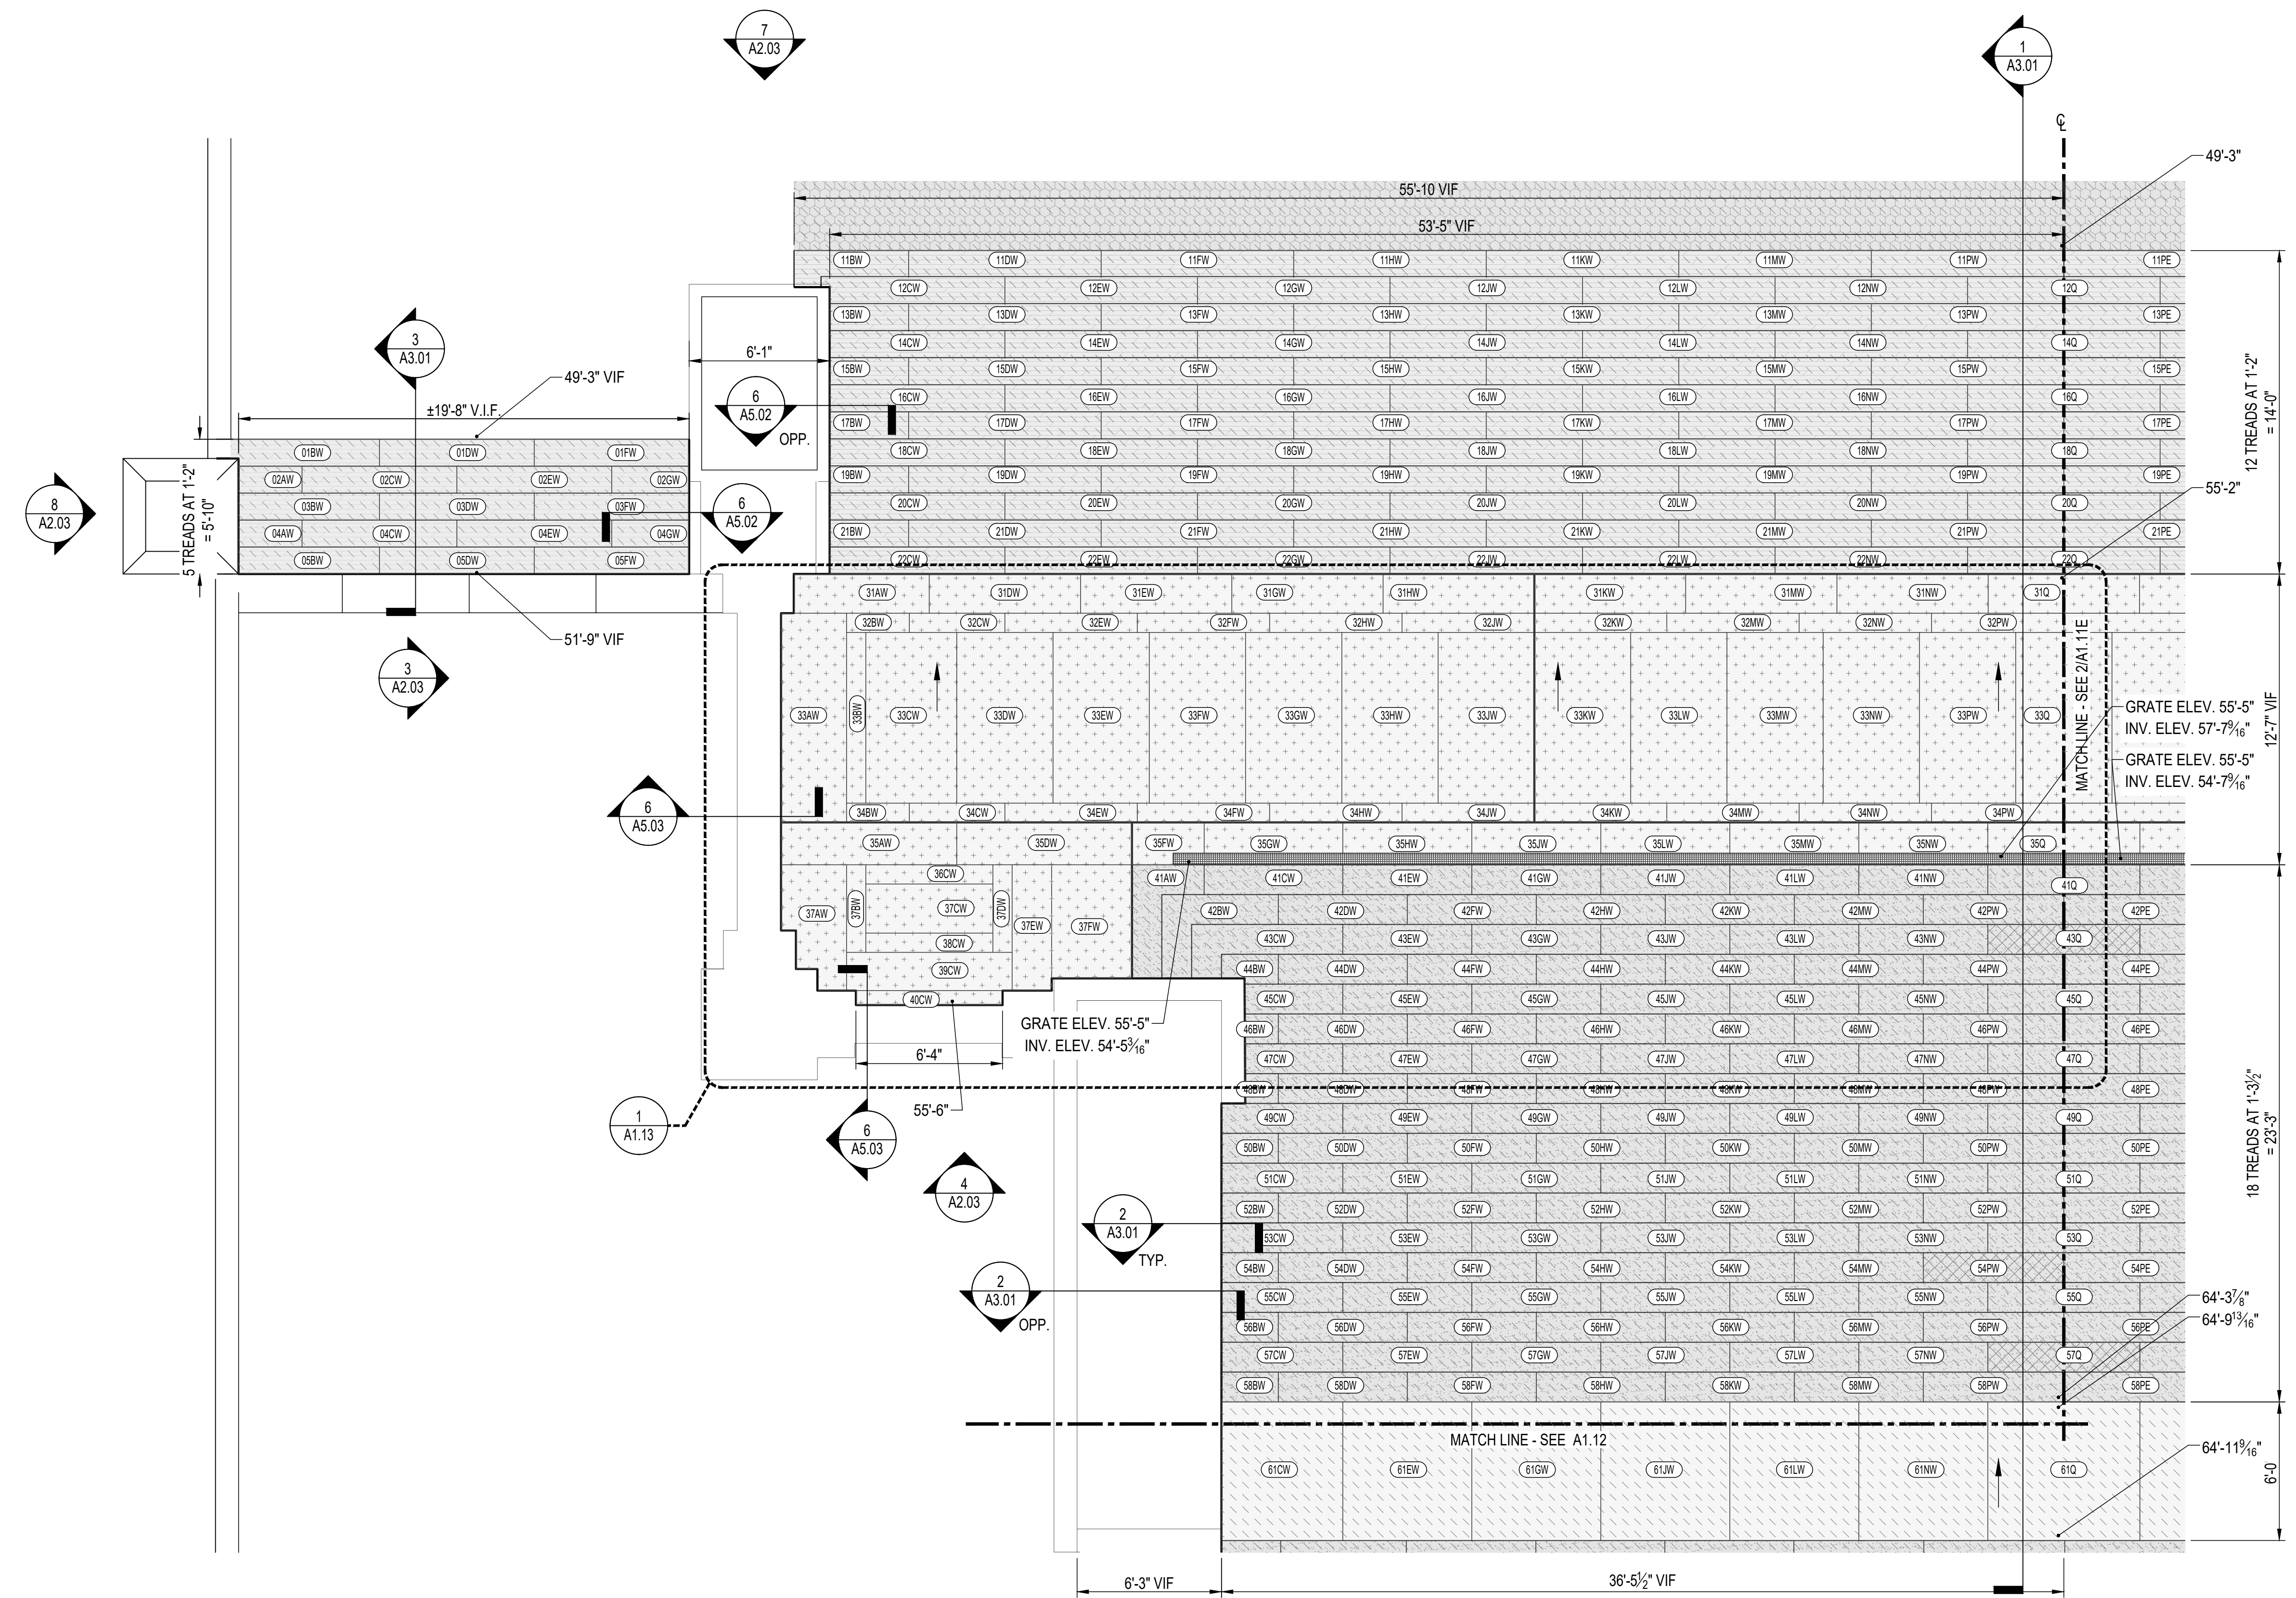 7
A2.03
1
A3.01
℄
49'-3"
55'-10 VIF
53'-5" VIF
11BW 11DW 11FW 11HW 11KW 11MW 11PW 11PE
12CW 12EW 12GW 12JW 12LW 12NW 12Q
13BW 13DW 13FW 13HW 13KW 13MW 13PW 13PE
14CW 14EW 14GW 14JW 14LW 14NW 14Q
15BW 15DW 15FW 15HW 15KW 15MW 15PW 15PE
16CW 16EW 16GW 16JW 16LW 16NW 16Q
17BW 17DW 17FW 17HW 17KW 17MW 17PW 17PE
18CW 18EW 18GW 18JW 18LW 18NW 18Q
19BW 19DW 19FW 19HW 19KW 19MW 19PW 19PE
20CW 20EW 20GW 20JW 20LW 20NW 20Q
21BW 21DW 21FW 21HW 21KW 21MW 21PW 21PE
22CW 22EW 22GW 22JW 22LW 22NW 22Q
12 TREADS AT 1'-2"
= 14'-0"
55'-2"
3
A3.01
6'-1"
49'-3" VIF
±19'-8" V.I.F.
6
A5.02
OPP.
6
A5.02
8
A2.03
5 TREADS AT 1'-2"
= 5'-10"
01BW 01DW 01FW
02AW 02CW 02EW 02GW
03BW 03DW 03FW
04AW 04CW 04EW 04GW
05BW 05DW 05FW
51'-9" VIF
3
A2.03
31AW 31DW 31EW 31GW 31HW 31KW 31MW 31NW 31Q
32BW 32CW 32EW 32FW 32HW 32JW 32KW 32MW 32NW 32PW
33AW 33BW 33CW 33DW 33EW 33FW 33GW 33HW 33JW 33KW 33LW 33MW 33NW 33PW 33Q
34BW 34CW 34EW 34FW 34HW 34JW 34KW 34MW 34NW 34PW
35AW 35DW 35FW 35GW 35HW 35JW 35LW 35MW 35NW 35Q
36CW
37AW 37BW 37CW 37DW 37EW 37FW
38CW
39CW
40CW
MATCH LINE - SEE 2/A1.11E
GRATE ELEV. 55'-5"
INV. ELEV. 57'-7 9/16"
GRATE ELEV. 55'-5"
INV. ELEV. 54'-7 9/16"
12'-7" VIF
6
A5.03
41AW 41CW 41EW 41GW 41JW 41LW 41NW 41Q
42BW 42DW 42FW 42HW 42KW 42MW 42PW 42PE
43CW 43EW 43GW 43JW 43LW 43NW 43Q
44BW 44DW 44FW 44HW 44KW 44MW 44PW 44PE
45CW 45EW 45GW 45JW 45LW 45NW 45Q
46BW 46DW 46FW 46HW 46KW 46MW 46PW 46PE
47CW 47EW 47GW 47JW 47LW 47NW 47Q
48BW 48DW 48FW 48HW 48KW 48MW 48PW 48PE
49CW 49EW 49GW 49JW 49LW 49NW 49Q
50BW 50DW 50FW 50HW 50KW 50MW 50PW 50PE
51CW 51EW 51GW 51JW 51LW 51NW 51Q
52BW 52DW 52FW 52HW 52KW 52MW 52PW 52PE
53CW 53EW 53GW 53JW 53LW 53NW 53Q
54BW 54DW 54FW 54HW 54KW 54MW 54PW 54PE
55CW 55EW 55GW 55JW 55LW 55NW 55Q
56BW 56DW 56FW 56HW 56KW 56MW 56PW 56PE
57CW 57EW 57GW 57JW 57LW 57NW 57Q
58BW 58DW 58FW 58HW 58KW 58MW 58PW 58PE
18 TREADS AT 1'-3½"
= 23'-3"
GRATE ELEV. 55'-5"
INV. ELEV. 54'-5 3/16"
6'-4"
55'-6"
1
A1.13
6
A5.03
4
A2.03
2
A3.01
TYP.
2
A3.01
OPP.
64'-3⅞"
64'-9 13/16"
MATCH LINE - SEE A1.12
61CW 61EW 61GW 61JW 61LW 61NW 61Q
64'-11 9/16"
6'-0
6'-3" VIF
36'-5½" VIF